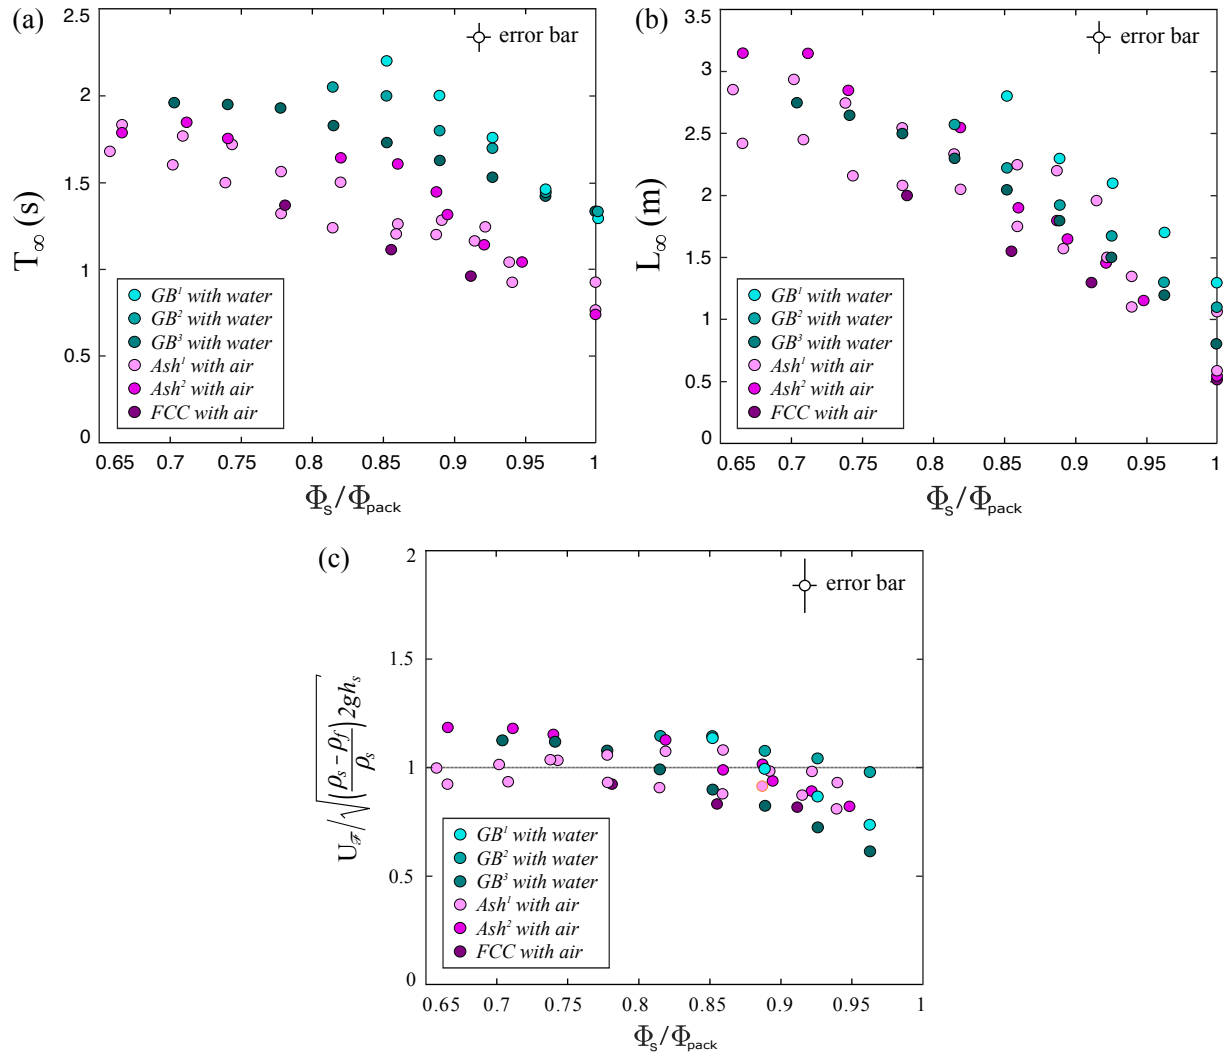 (a)
2.5
2
1.5
1
0.5
0
T∞ (s)
error bar
GB¹ with water
GB² with water
GB³ with water
Ash¹ with air
Ash² with air
FCC with air
0.65 0.7 0.75 0.8 0.85 0.9 0.95 1
Φs/Φpack
(b)
3.5
3
2.5
2
1.5
1
0.5
0
L∞ (m)
error bar
GB¹ with water
GB² with water
GB³ with water
Ash¹ with air
Ash² with air
FCC with air
0.65 0.7 0.75 0.8 0.85 0.9 0.95 1
Φs/Φpack
(c)
2
1.5
1
0.5
0
U𝓕/√((ρs − ρf)/ρs)2ghs
error bar
GB¹ with water
GB² with water
GB³ with water
Ash¹ with air
Ash² with air
FCC with air
0.65 0.7 0.75 0.8 0.85 0.9 0.95 1
Φs/Φpack